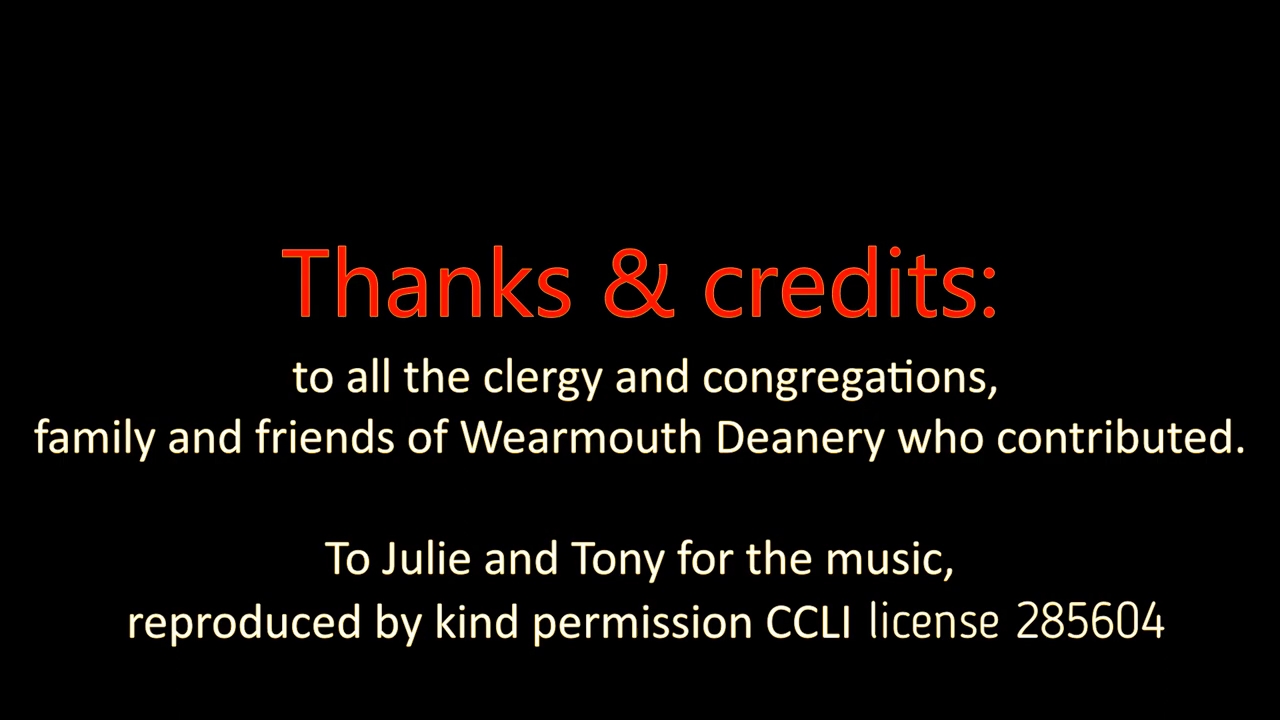 Thanks & credits:
to all the clergy and congregations,
family and friends of Wearmouth Deanery who contributed.
To Julie and Tony for the music,
reproduced by kind permission CCLI license 285604